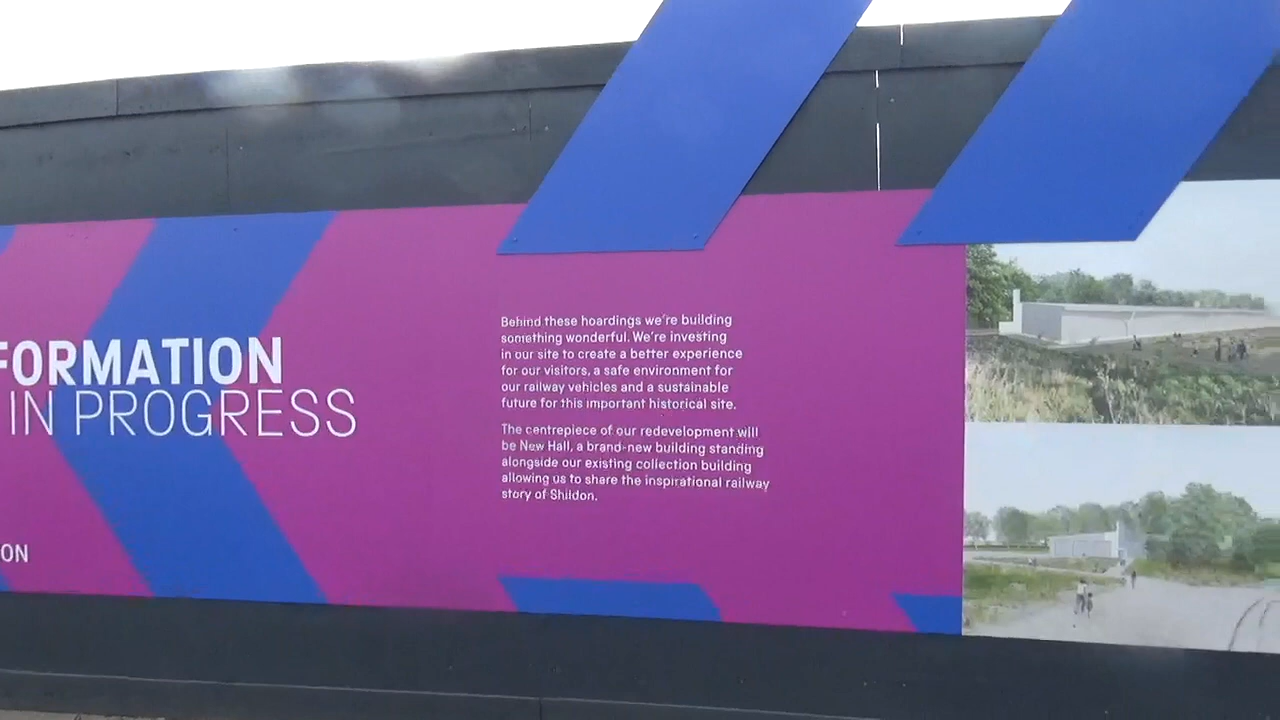 FORMATION
IN PROGRESS
ON
Behind these hoardings we're building
something wonderful. We're investing
in our site to create a better experience
for our visitors, a safe environment for
our railway vehicles and a sustainable
future for this important historical site.
The centrepiece of our redevelopment will
be New Hall, a brand-new building standing
alongside our existing collection building
allowing us to share the inspirational railway
story of Shildon.